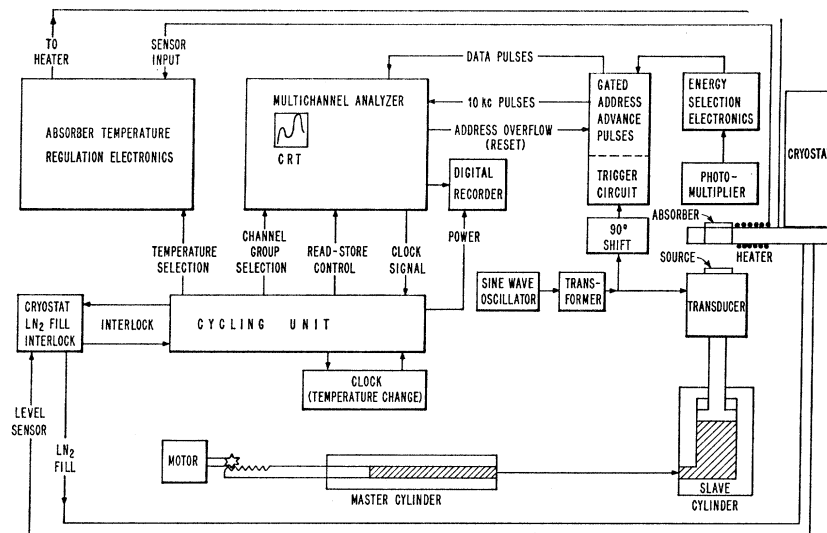 TO
HEATER
SENSOR
INPUT
ABSORBER TEMPERATURE
REGULATION ELECTRONICS
MULTICHANNEL ANALYZER
CRT
DATA PULSES
10 KC PULSES
ADDRESS OVERFLOW
(RESET)
GATED
ADDRESS
ADVANCE
PULSES
TRIGGER
CIRCUIT
ENERGY
SELECTION
ELECTRONICS
PHOTO-
MULTIPLIER
CRYOSTAT
DIGITAL
RECORDER
POWER
90° SHIFT
ABSORBER
HEATER
SOURCE
TEMPERATURE
SELECTION
CHANNEL
GROUP
SELECTION
READ-STORE
CONTROL
CLOCK
SIGNAL
SINE WAVE
OSCILLATOR
TRANS-
FORMER
TRANSDUCER
CRYOSTAT
LN2 FILL
INTERLOCK
INTERLOCK
CYCLING UNIT
CLOCK
(TEMPERATURE CHANGE)
LEVEL
SENSOR
LN2
FILL
MOTOR
MASTER CYLINDER
SLAVE
CYLINDER